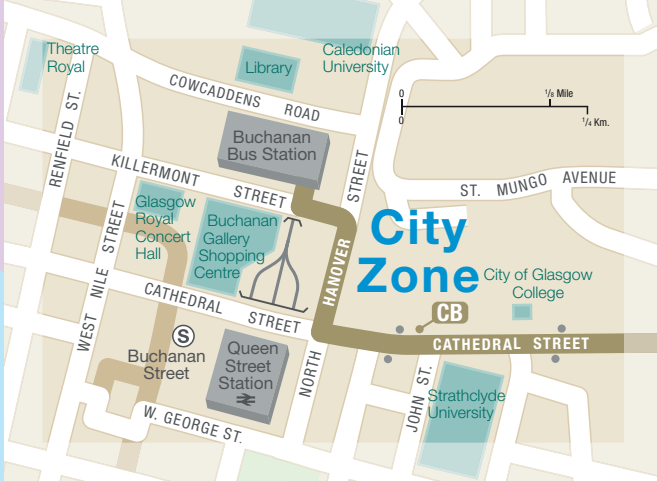 Theatre
Royal
Library
Caledonian
University
COWCADDENS ROAD
0
1/8 Mile
0
1/4 Km.
RENFIELD ST.
Buchanan
Bus Station
KILLERMONT STREET
STREET
ST. MUNGO AVENUE
Glasgow
Royal
Concert
Hall
Buchanan
Gallery
Shopping
Centre
City
Zone
HANOVER
WEST NILE STREET
City of Glasgow
College
CATHEDRAL STREET
CB
CATHEDRAL STREET
S
Buchanan
Street
Queen
Street
Station
NORTH
JOHN ST.
Strathclyde
University
W. GEORGE ST.